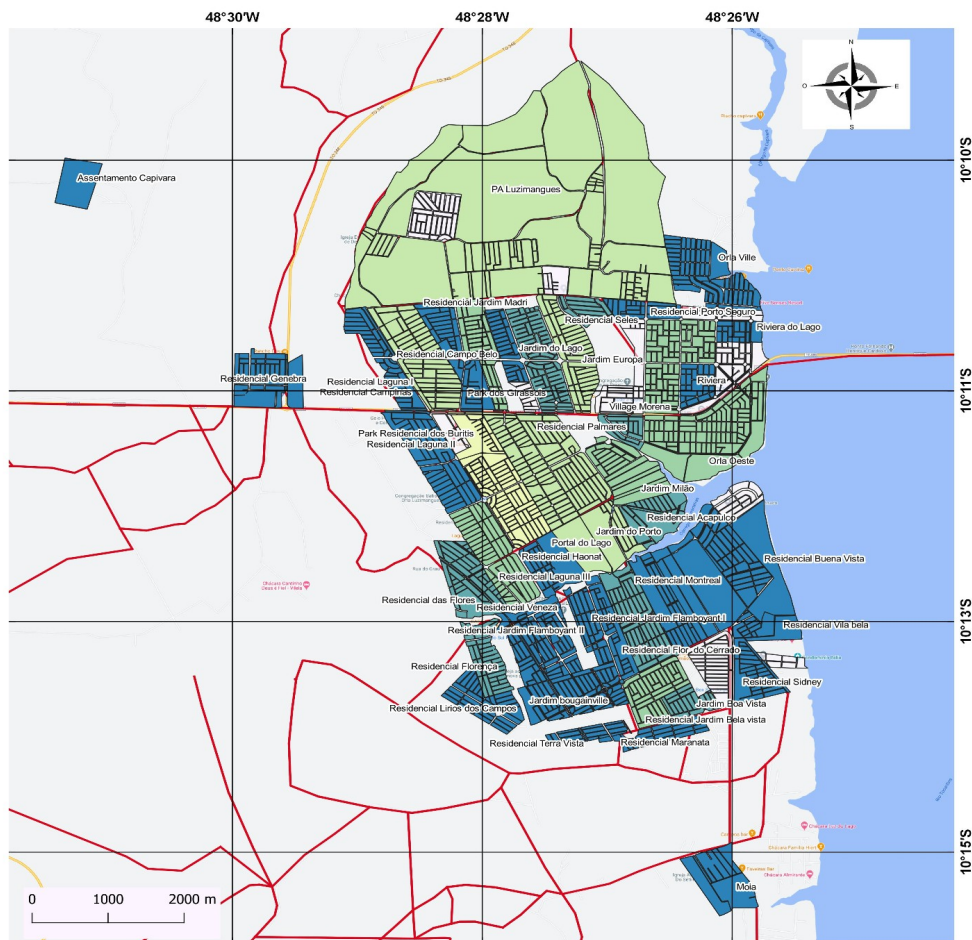 48°30'W 48°28'W 48°26'W
N
O E
S
10°10'S
Assentamento Capivara
PA Luzimangues
Orla Ville
Residencial Jardim Madri
Residencial Porto Seguro
Residencial Seles
Riviera do Lago
Jardim do Lago
Residencial Campo Belo
Jardim Europa
Residencial Genebra
Residencial Laguna I
Riviera
10°11'S
Residencial Campinas
Park dos Girassois
Village Morena
Residencial Palmares
Park Residencial dos Buritis
Residencial Laguna II
Orla Oeste
Jardim Milão
Residencial Acapulco
Jardim do Porto
Portal do Lago
Residencial Haonat
Residencial Buena Vista
Residencial Laguna III
Residencial Montreal
Residencial das Flores
Residencial Veneza
10°13'S
Residencial Jardim Flamboyant I
Residencial Vila bela
Residencial Jardim Flamboyant II
Residencial Flor do Cerrado
Residencial Florença
Residencial Sidney
Jardim bougainville
Jardim Boa Vista
Residencial Lírios dos Campos
Residencial Jardim Bela vista
Residencial Terra Vista
Residencial Maranata
10°15'S
Moia
0 1000 2000 m